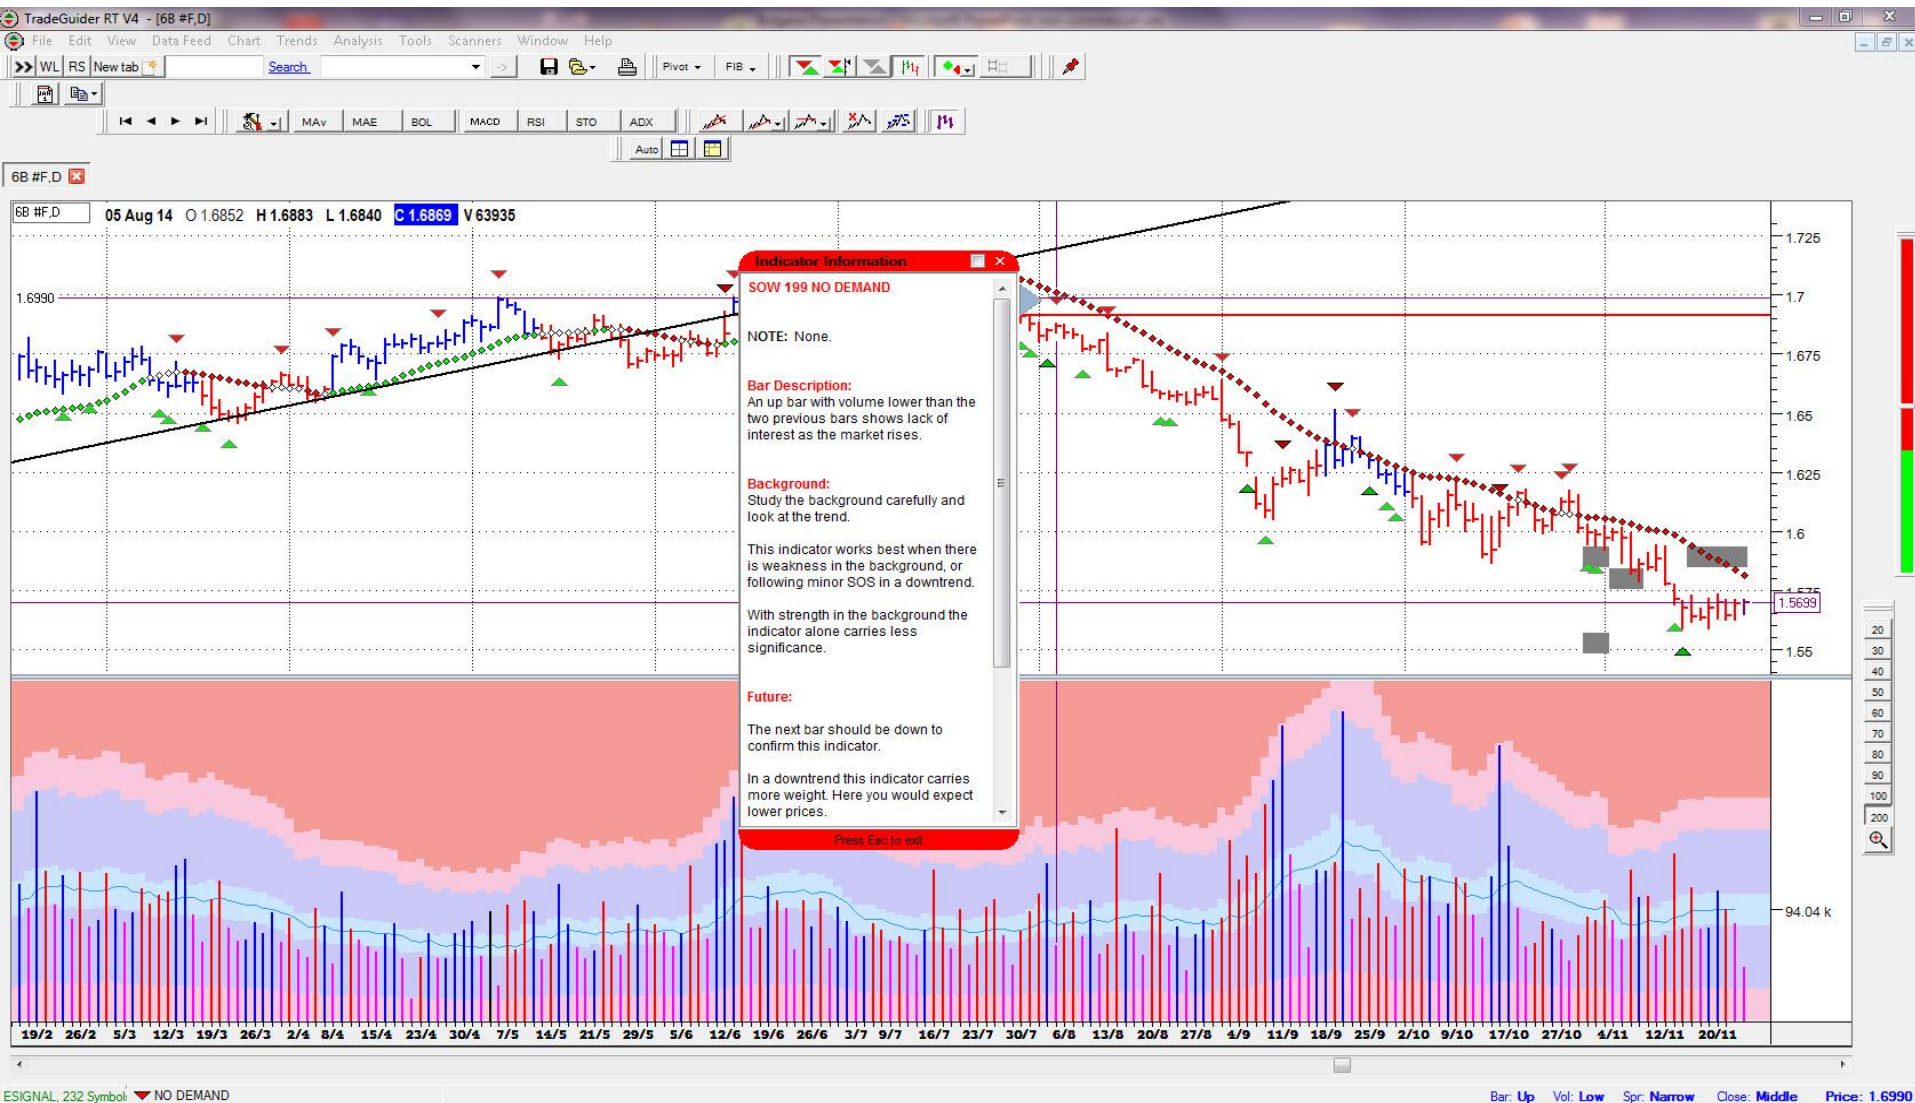 TradeGuider RT V4 - [6B #F,D]
File Edit View Data Feed Chart Trends Analysis Tools Scanners Window Help
WL RS New tab Search Pivot FIB
MAv MAE BOL MACD RSI STO ADX
Auto
6B #F,D
6B #F,D 05 Aug 14 O 1.6852 H 1.6883 L 1.6840 C 1.6869 V 63935
1.725
1.7
1.675
1.65
1.625
1.6
1.575
1.5699
1.55
1.6990
Indicator Information
SOW 199 NO DEMAND
NOTE: None.
Bar Description:
An up bar with volume lower than the
two previous bars shows lack of
interest as the market rises.
Background:
Study the background carefully and
look at the trend.
This indicator works best when there
is weakness in the background, or
following minor SOS in a downtrend.
With strength in the background the
indicator alone carries less
significance.
Future:
The next bar should be down to
confirm this indicator.
In a downtrend this indicator carries
more weight. Here you would expect
lower prices.
Press Esc to exit
20
30
40
50
60
70
80
90
100
200
94.04 k
19/2 26/2 5/3 12/3 19/3 26/3 2/4 8/4 15/4 23/4 30/4 7/5 14/5 21/5 29/5 5/6 12/6 19/6 26/6 3/7 9/7 16/7 23/7 30/7 6/8 13/8 20/8 27/8 4/9 11/9 18/9 25/9 2/10 9/10 17/10 27/10 4/11 12/11 20/11
ESIGNAL, 232 Symbol NO DEMAND
Bar: Up Vol: Low Spr: Narrow Close: Middle Price: 1.6990